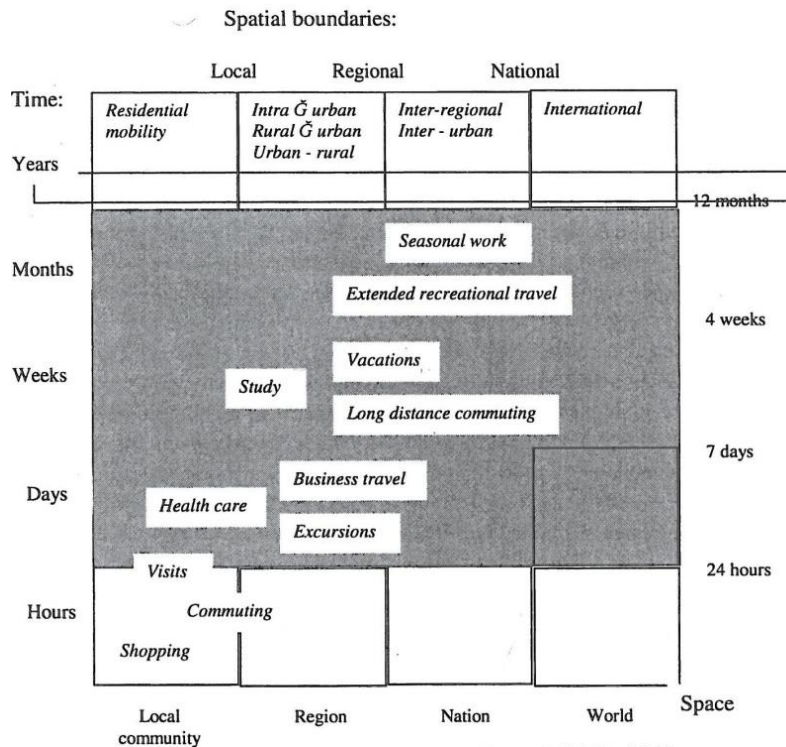 Spatial boundaries:
Local Regional National
Time:
Residential mobility
Intra Ğ urban
Rural Ğ urban
Urban - rural
Inter-regional
Inter - urban
International
Years
12 months
Seasonal work
Months
Extended recreational travel
4 weeks
Vacations
Weeks
Study
Long distance commuting
7 days
Business travel
Days
Health care
Excursions
Visits
24 hours
Hours
Commuting
Shopping
Space
Local community
Region
Nation
World